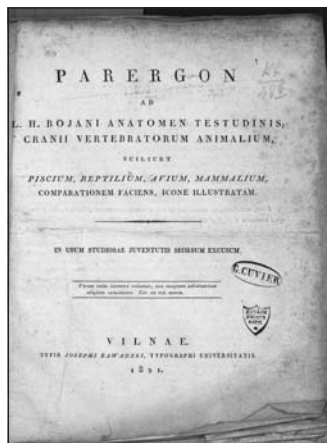 PARERGON
AD
L. H. BOJANI ANATOMEN TESTUDINIS,
CRANII VERTEBRATORUM ANIMALIUM,
SCILICET
PISCIUM, REPTILIUM, AVIUM, MAMMALIUM,
COMPARATIONEM FACIENS, ICONE ILLUSTRATAM.
IN USUM STUDIOSAE JUVENTUTIS SEORSUM EXCUSUM.
G. CUVIER
VILNAE.
TYPIS JOSEPHI ZAWADZKI, TYPOGRAPHI UNIVERSITATIS.
1821.